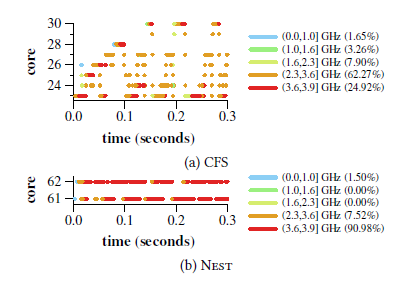 30
28
26
24
core
0.0 0.1 0.2 0.3
time (seconds)
(0.0,1.0] GHz (1.65%)
(1.0,1.6] GHz (3.26%)
(1.6,2.3] GHz (7.90%)
(2.3,3.6] GHz (62.27%)
(3.6,3.9] GHz (24.92%)
(a) CFS
62
61
core
0.0 0.1 0.2 0.3
time (seconds)
(0.0,1.0] GHz (1.50%)
(1.0,1.6] GHz (0.00%)
(1.6,2.3] GHz (0.00%)
(2.3,3.6] GHz (7.52%)
(3.6,3.9] GHz (90.98%)
(b) NEST